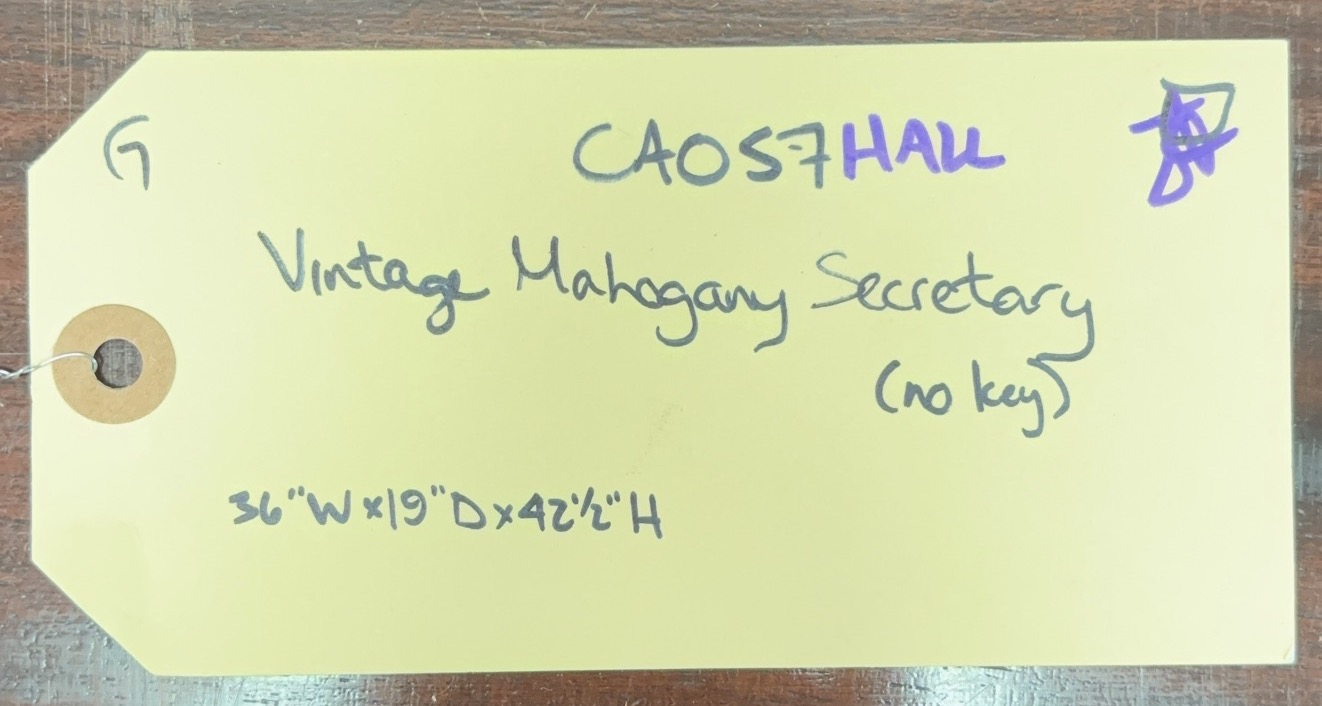 G
CA057HALL
Vintage Mahogany Secretary
(no key)
36"W x 19"D x 42½"H